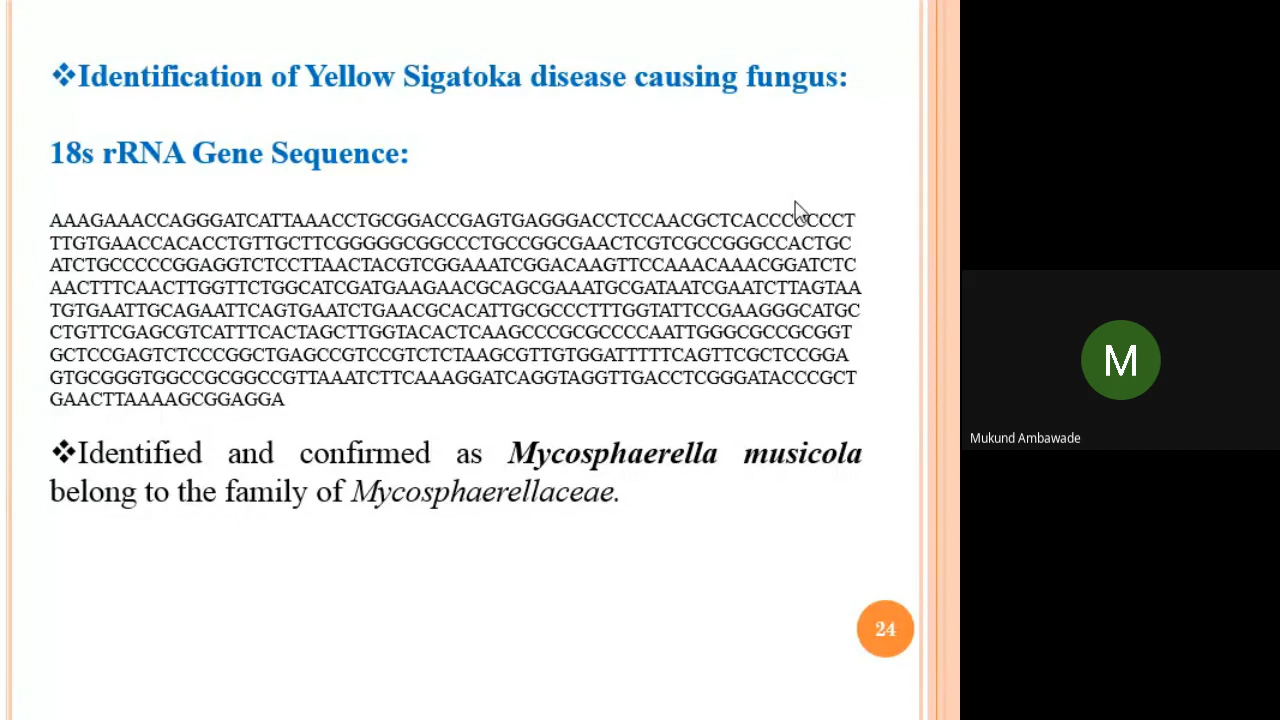 ❖Identification of Yellow Sigatoka disease causing fungus:
18s rRNA Gene Sequence:
AAAGAAACCAGGGATCATTAAACCTGCGGACCGAGTGAGGGACCTCCAACGCTCACCCCCCCT
TTGTGAACCACACCTGTTGCTTCGGGGGCGGCCCTGCCGGCGAACTCGTCGCCGGGCCACTGC
ATCTGCCCCCGGAGGTCTCCTTAACTACGTCGGAAATCGGACAAGTTCCAAACAAACGGATCTC
AACTTTCAACTTGGTTCTGGCATCGATGAAGAACGCAGCGAAATGCGATAATCGAATCTTAGTAA
TGTGAATTGCAGAATTCAGTGAATCTGAACGCACATTGCGCCCTTTGGTATTCCGAAGGGCATGC
CTGTTCGAGCGTCATTTCACTAGCTTGGTACACTCAAGCCCGCGCCCCAATTGGGCGCCGCGGT
GCTCCGAGTCTCCCGGCTGAGCCGTCCGTCTCTAAGCGTTGTGGATTTTTCAGTTCGCTCCGGA
GTGCGGGTGGCCGCGGCCGTTAAATCTTCAAAGGATCAGGTAGGTTGACCTCGGGATACCCGCT
GAACTTAAAAGCGGAGGA
❖Identified and confirmed as Mycosphaerella musicola
belong to the family of Mycosphaerellaceae.
24
M
Mukund Ambawade